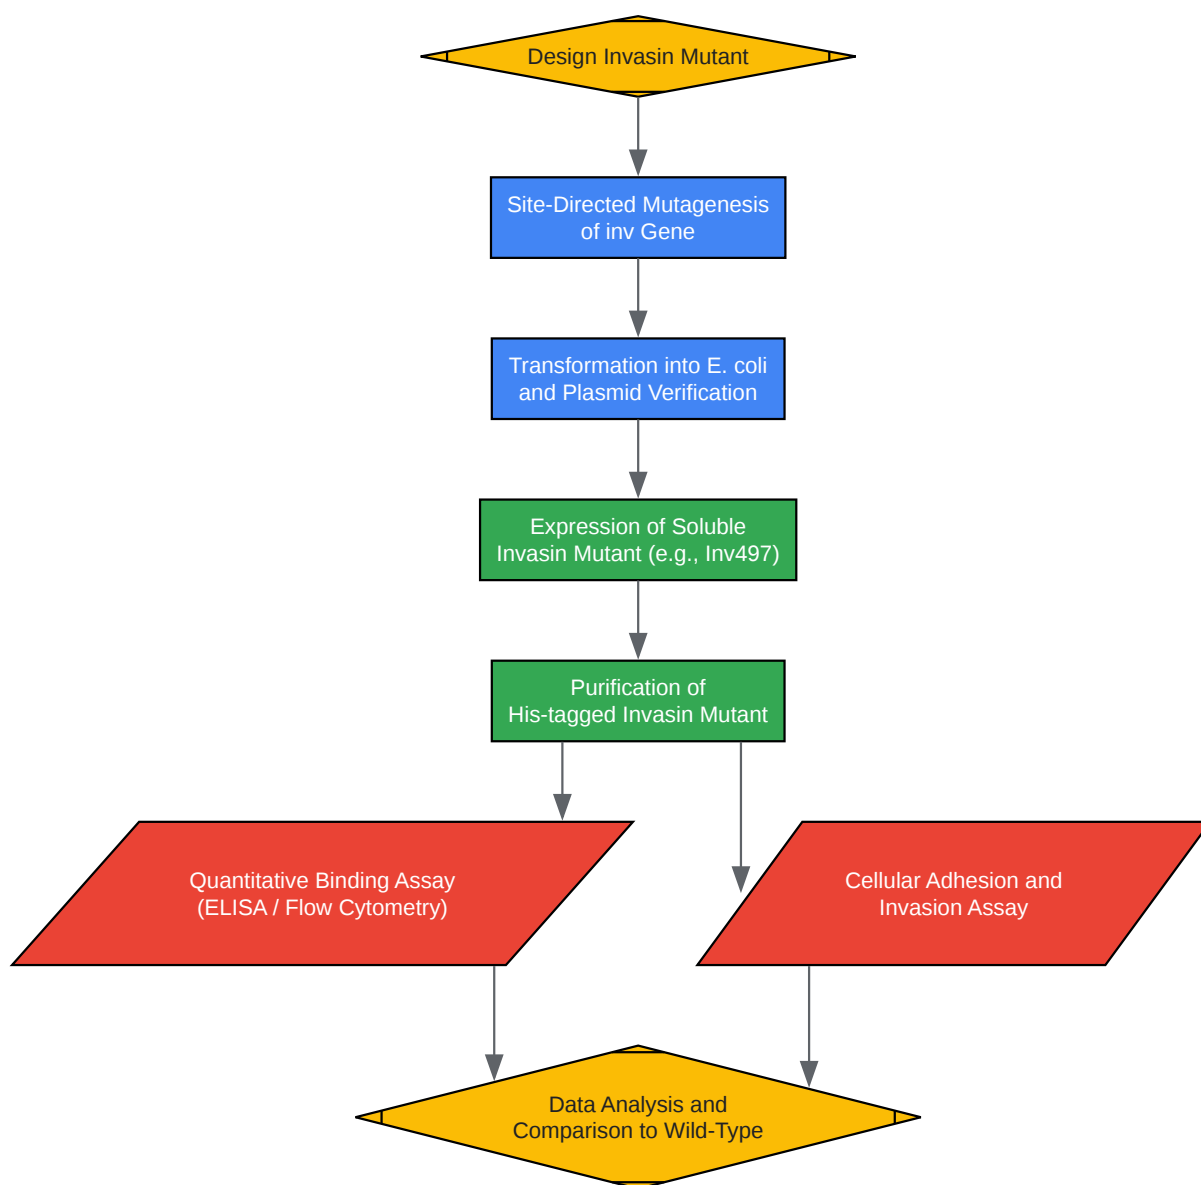 Design Invasin Mutant
Site-Directed Mutagenesis
of inv Gene
Transformation into E. coli
and Plasmid Verification
Expression of Soluble
Invasin Mutant (e.g., Inv497)
Purification of
His-tagged Invasin Mutant
Quantitative Binding Assay
(ELISA / Flow Cytometry)
Cellular Adhesion and
Invasion Assay
Data Analysis and
Comparison to Wild-Type